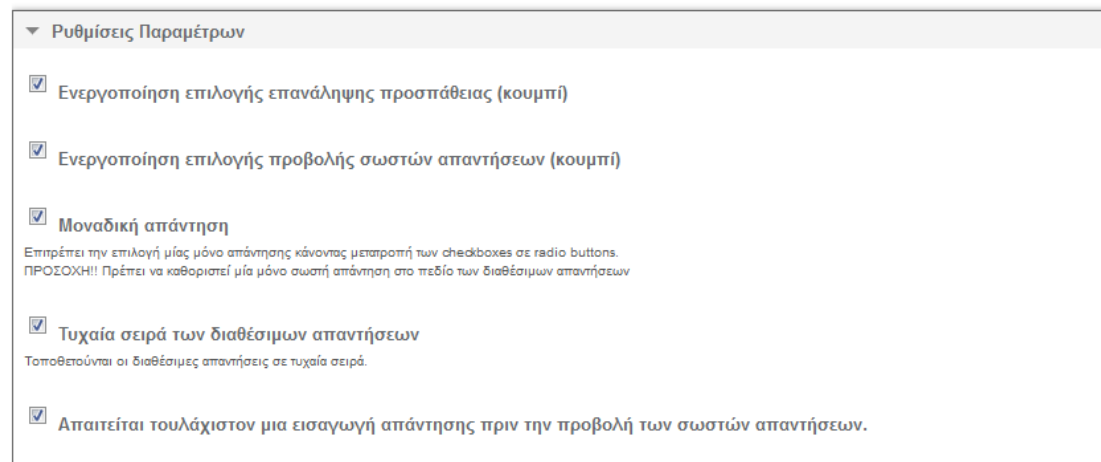 Ρυθμίσεις Παραμέτρων
Ενεργοποίηση επιλογής επανάληψης προσπάθειας (κουμπί)
Ενεργοποίηση επιλογής προβολής σωστών απαντήσεων (κουμπί)
Μοναδική απάντηση
Επιτρέπει την επιλογή μίας μόνο απάντησης κάνοντας μετατροπή των checkboxes σε radio buttons.
ΠΡΟΣΟΧΗ!! Πρέπει να καθοριστεί μία μόνο σωστή απάντηση στο πεδίο των διαθέσιμων απαντήσεων
Τυχαία σειρά των διαθέσιμων απαντήσεων
Τοποθετούνται οι διαθέσιμες απαντήσεις σε τυχαία σειρά.
Απαιτείται τουλάχιστον μια εισαγωγή απάντησης πριν την προβολή των σωστών απαντήσεων.